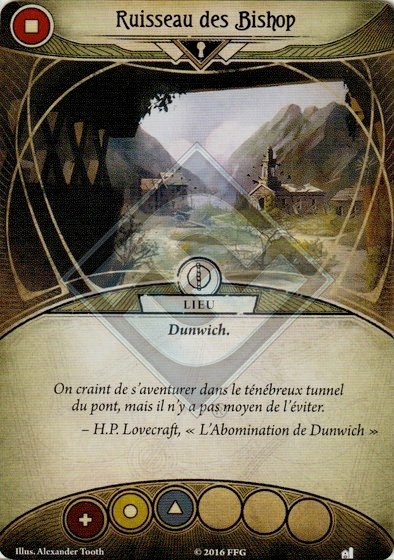 Ruisseau des Bishop
LIEU
Dunwich.
On craint de s'aventurer dans le ténébreux tunnel
du pont, mais il n'y a pas moyen de l'éviter.
– H.P. Lovecraft, « L'Abomination de Dunwich »
Illus. Alexander Tooth
© 2016 FFG